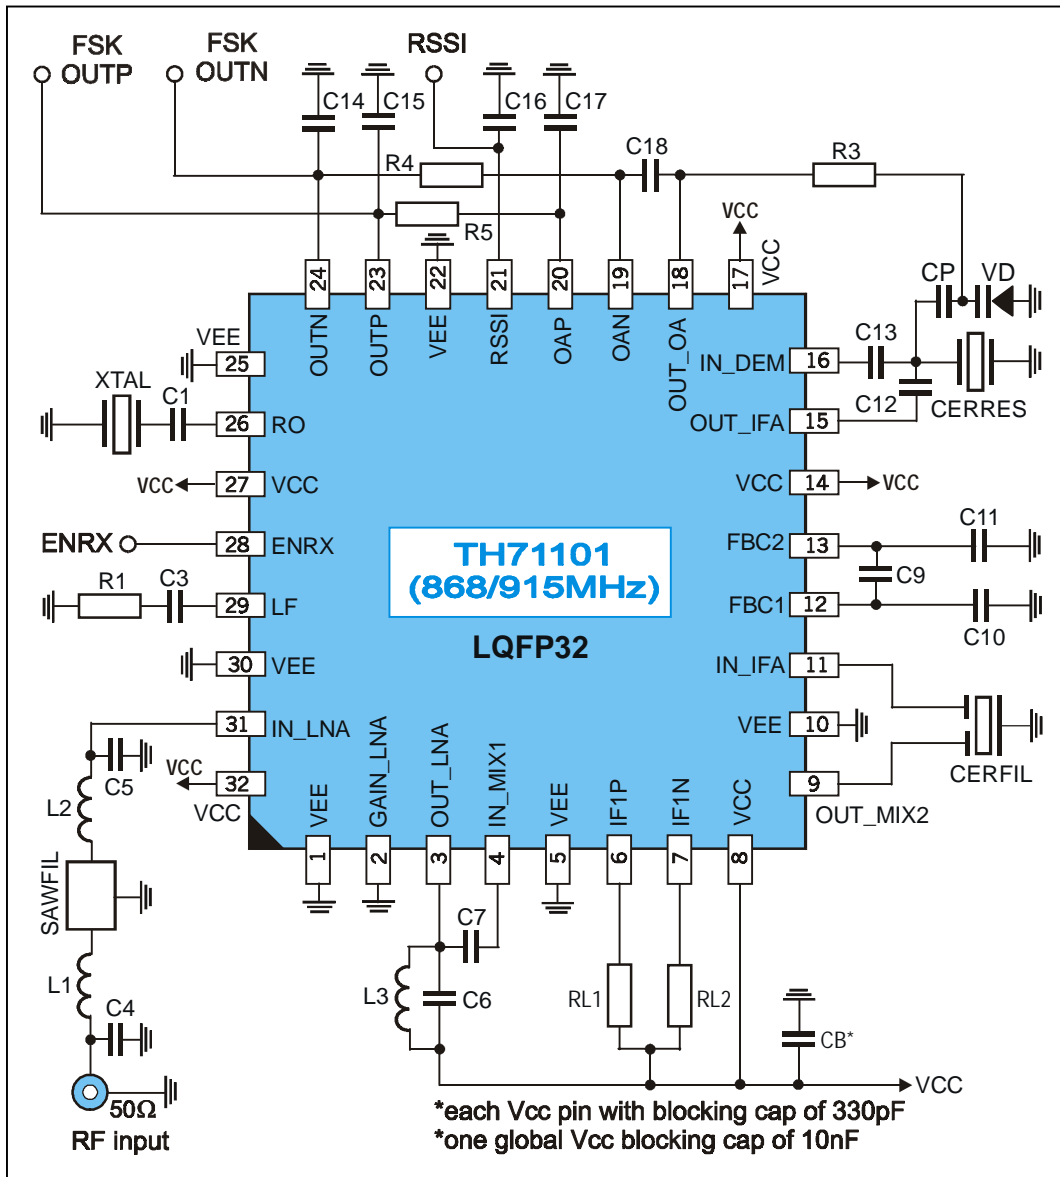 FSK
OUTP
FSK
OUTN
RSSI
C14
C15
C16
C17
R4
C18
R3
R5
VCC
VCC
CP
VD
24
23
22
21
20
19
18
17
OUTN
OUTP
VEE
RSSI
OAP
OAN
OUT_OA
VEE
25
XTAL
C1
26
RO
VCC
27
VCC
ENRX
28
ENRX
R1
C3
29
LF
30
VEE
31
IN_LNA
VCC
32
VCC
C5
L2
SAWFIL
L1
C4
50Ω
RF input
TH71101
(868/915MHz)
LQFP32
IN_DEM
16
C13
C12
CERRES
OUT_IFA
15
VCC
14
VCC
FBC2
13
C11
C9
FBC1
12
C10
IN_IFA
11
VEE
10
CERFIL
9
OUT_MIX2
VEE
GAIN_LNA
OUT_LNA
IN_MIX1
VEE
IF1P
IF1N
VCC
1
2
3
4
5
6
7
8
C7
L3
C6
RL1
RL2
CB*
VCC
*each Vcc pin with blocking cap of 330pF
*one global Vcc blocking cap of 10nF